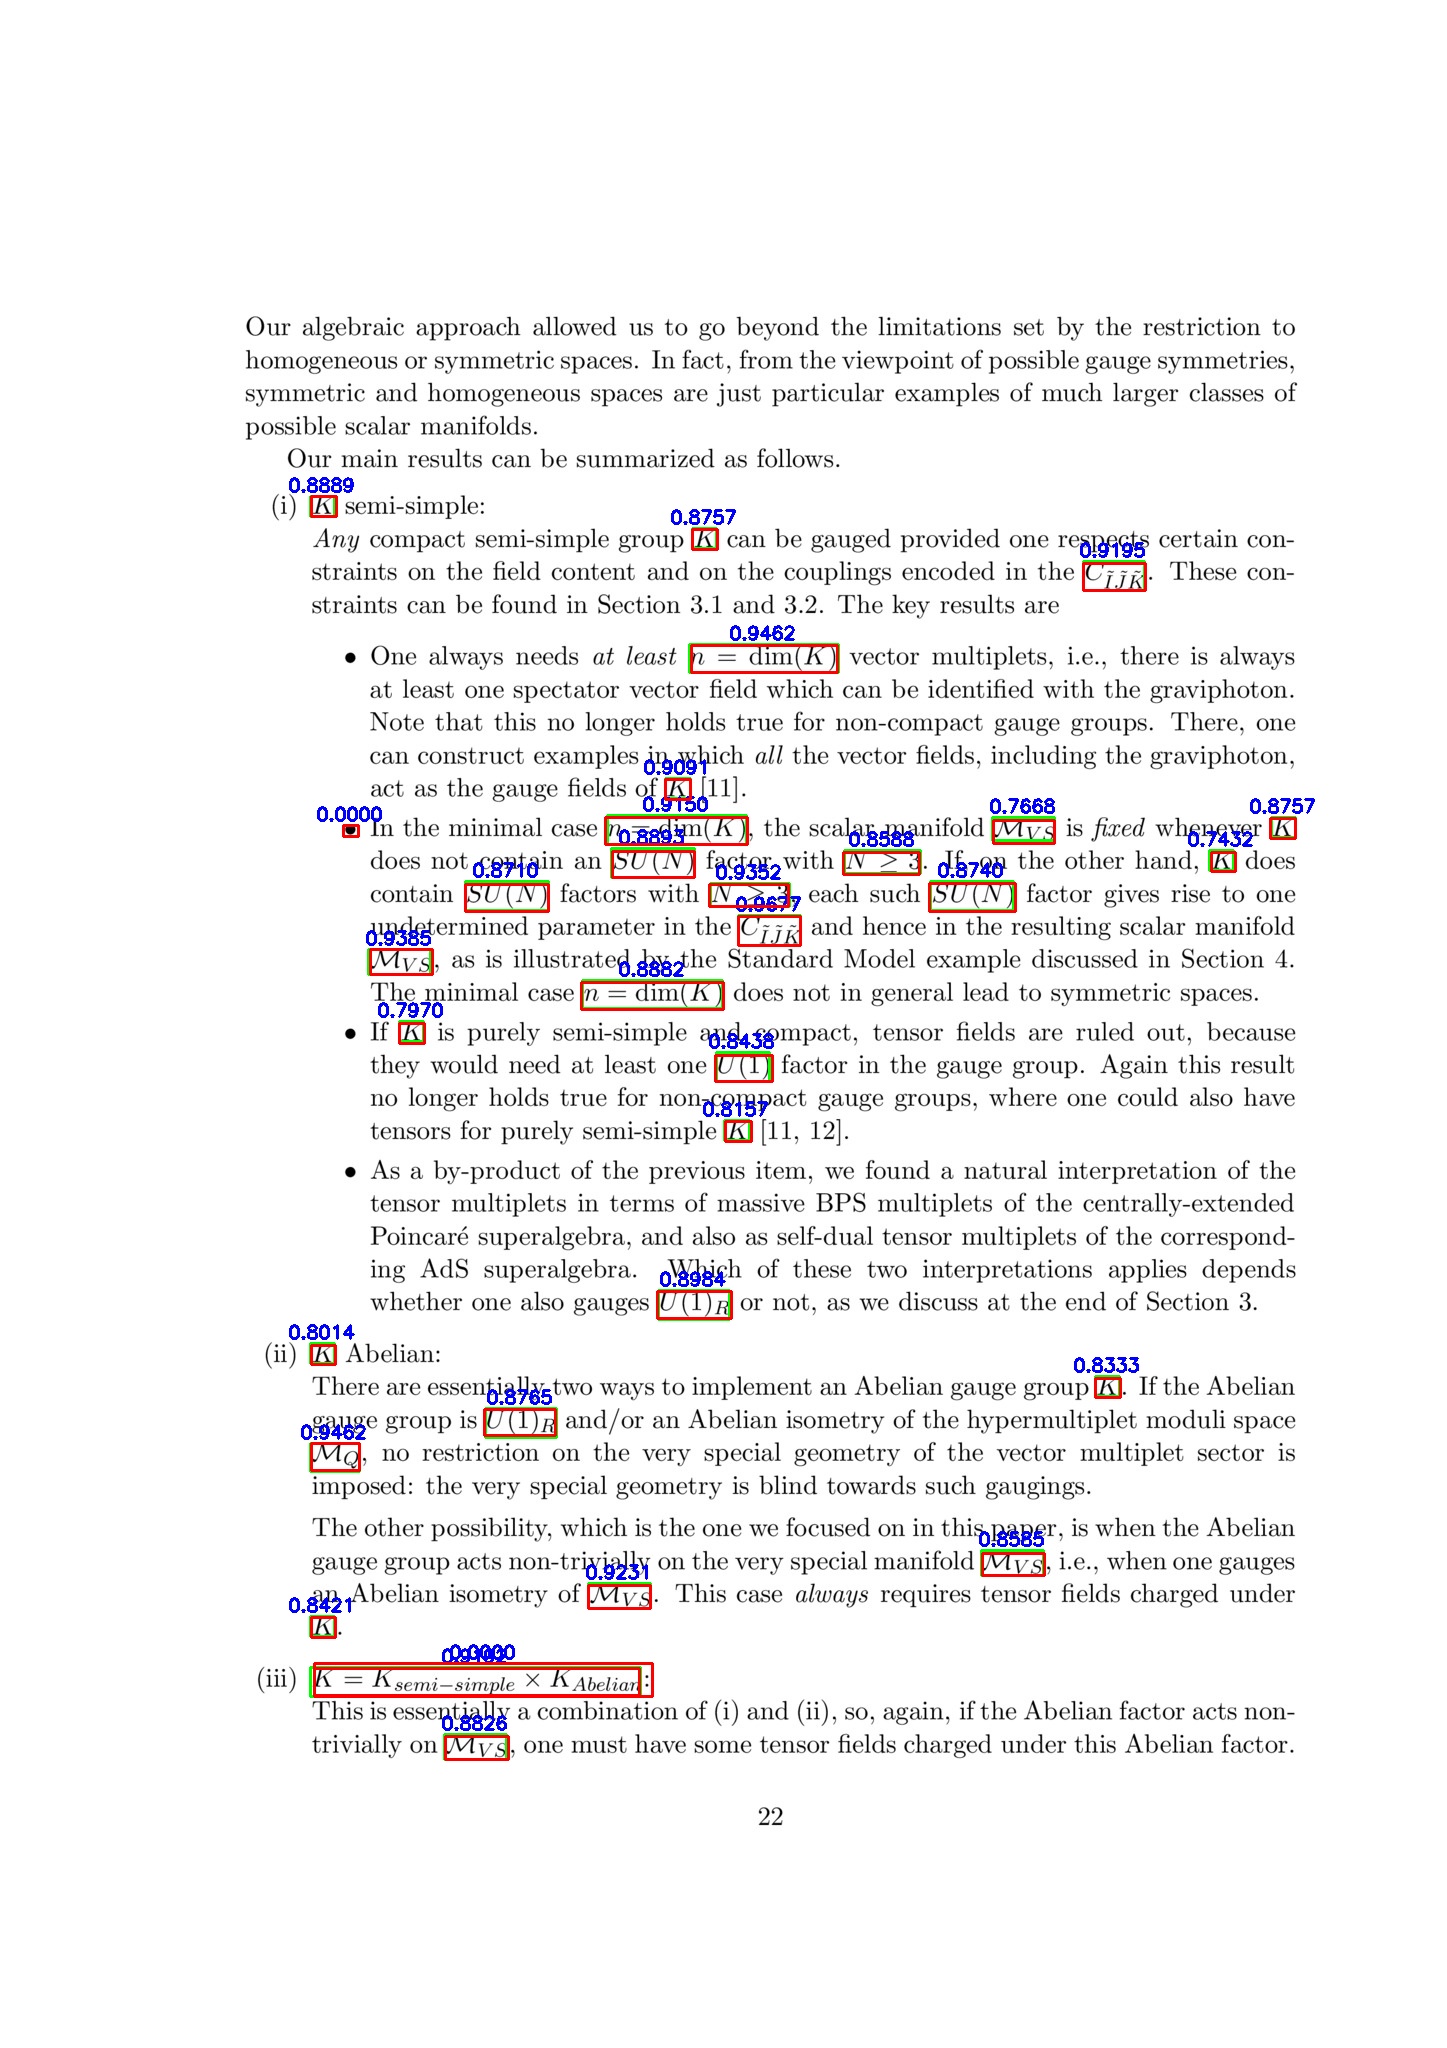 Our algebraic approach allowed us to go beyond the limitations set by the restriction to
homogeneous or symmetric spaces. In fact, from the viewpoint of possible gauge symmetries,
symmetric and homogeneous spaces are just particular examples of much larger classes of
possible scalar manifolds.
Our main results can be summarized as follows.
0.8889
(i) K semi-simple:
0.8757
Any compact semi-simple group K can be gauged provided one respects certain con-
0.9195
straints on the field content and on the couplings encoded in the C_{ĨJ̃K̃}. These con-
straints can be found in Section 3.1 and 3.2. The key results are
0.9462
• One always needs at least n = dim(K) vector multiplets, i.e., there is always
at least one spectator vector field which can be identified with the graviphoton.
Note that this no longer holds true for non-compact gauge groups. There, one
can construct examples in which all the vector fields, including the graviphoton,
0.9091
act as the gauge fields of K [11].
0.0000 0.9150 0.7668 0.8757
• In the minimal case n = dim(K), the scalar manifold M_{VS} is fixed whenever K
0.8893 0.8588 0.7432
does not contain an SU(N) factor with N ≥ 3. If, on the other hand, K does
0.8710 0.9352 0.8740
contain SU(N) factors with N ≥ 3, each such SU(N) factor gives rise to one
0.9677
undetermined parameter in the C_{ĨJ̃K̃} and hence in the resulting scalar manifold
0.9385
M_{VS}, as is illustrated by the Standard Model example discussed in Section 4.
0.8882
The minimal case n = dim(K) does not in general lead to symmetric spaces.
0.7970
• If K is purely semi-simple and compact, tensor fields are ruled out, because
0.8438
they would need at least one U(1) factor in the gauge group. Again this result
no longer holds true for non-compact gauge groups, where one could also have
0.8157
tensors for purely semi-simple K [11, 12].
• As a by-product of the previous item, we found a natural interpretation of the
tensor multiplets in terms of massive BPS multiplets of the centrally-extended
Poincaré superalgebra, and also as self-dual tensor multiplets of the correspond-
ing AdS superalgebra. Which of these two interpretations applies depends
0.8984
whether one also gauges U(1)_R or not, as we discuss at the end of Section 3.
0.8014
(ii) K Abelian:
0.8333
There are essentially two ways to implement an Abelian gauge group K. If the Abelian
0.8765
gauge group is U(1)_R and/or an Abelian isometry of the hypermultiplet moduli space
0.9462
M_Q, no restriction on the very special geometry of the vector multiplet sector is
imposed: the very special geometry is blind towards such gaugings.
The other possibility, which is the one we focused on in this paper, is when the Abelian
0.8585
gauge group acts non-trivially on the very special manifold M_{VS}, i.e., when one gauges
0.9231
an Abelian isometry of M_{VS}. This case always requires tensor fields charged under
0.8421
K.
0.0000
(iii) K = K_{semi−simple} × K_{Abelian}:
This is essentially a combination of (i) and (ii), so, again, if the Abelian factor acts non-
0.8826
trivially on M_{VS}, one must have some tensor fields charged under this Abelian factor.
22